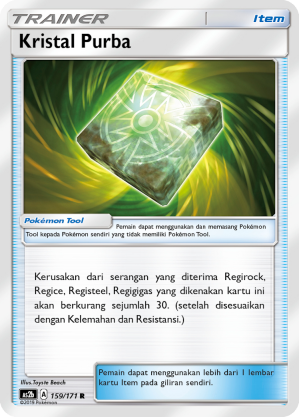 TRAINER
Item
Kristal Purba
Pokémon Tool
Pemain dapat menggunakan dan memasang Pokémon
Tool kepada Pokémon sendiri yang tidak memiliki Pokémon Tool.
Kerusakan dari serangan yang diterima Regirock,
Regice, Registeel, Regigigas yang dikenakan kartu ini
akan berkurang sejumlah 30. (setelah disesuaikan
dengan Kelemahan dan Resistansi.)
Pemain dapat menggunakan lebih dari 1 lembar
kartu Item pada giliran sendiri.
Illus. Toyste Beach
AS2b A 159/171 R
©2019 Pokémon